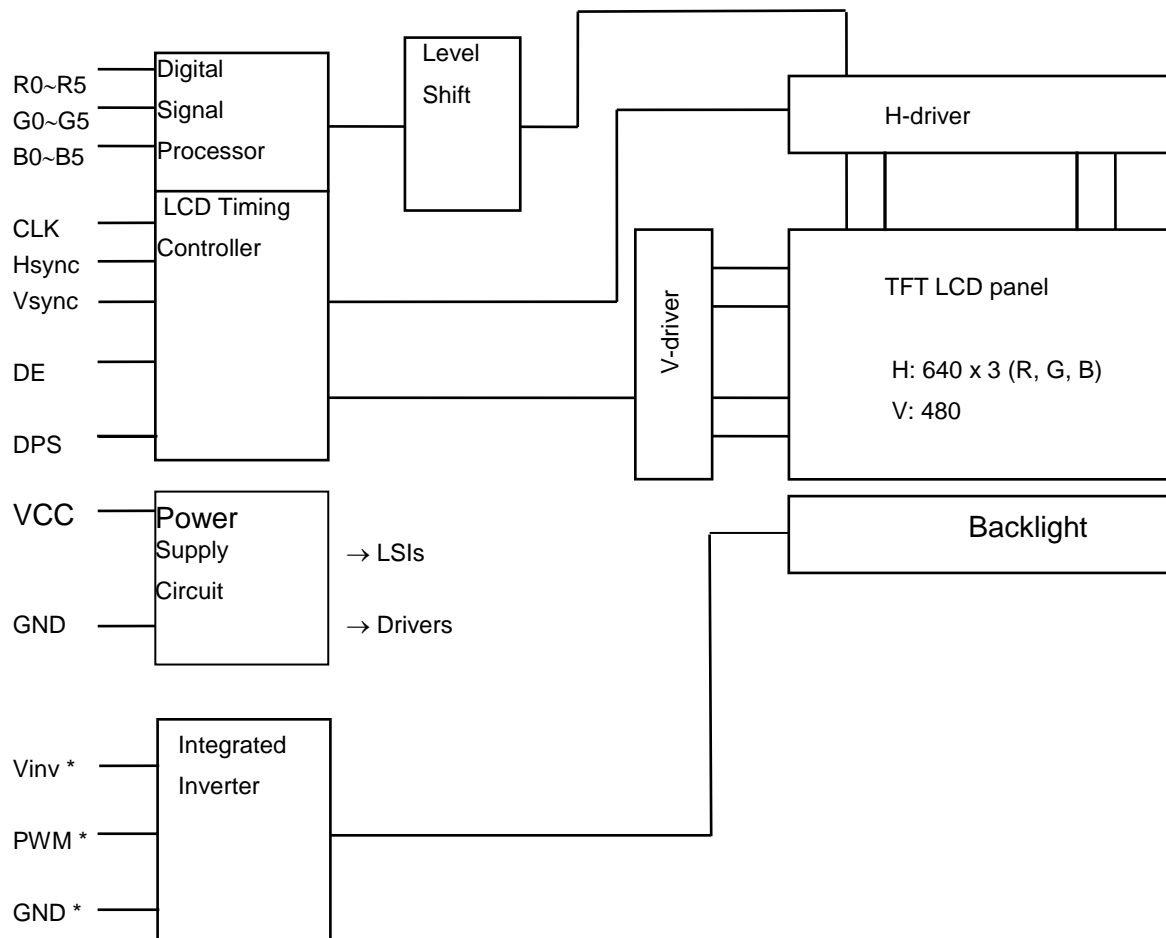 R0~R5
G0~G5
B0~B5
Digital
Signal
Processor
Level
Shift
H-driver
CLK
Hsync
Vsync
DE
DPS
LCD Timing
Controller
V-driver
TFT LCD panel
H: 640 x 3 (R, G, B)
V: 480
VCC
GND
Power
Supply
Circuit
→ LSIs
→ Drivers
Backlight
Vinv *
PWM *
GND *
Integrated
Inverter